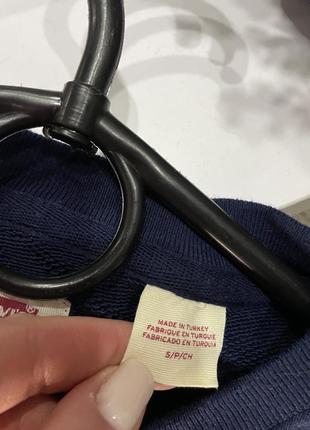 MADE IN TURKEY
FABRIQUE EN TURQUIE
FABRICADO EN TURQUIA
S/P/CH